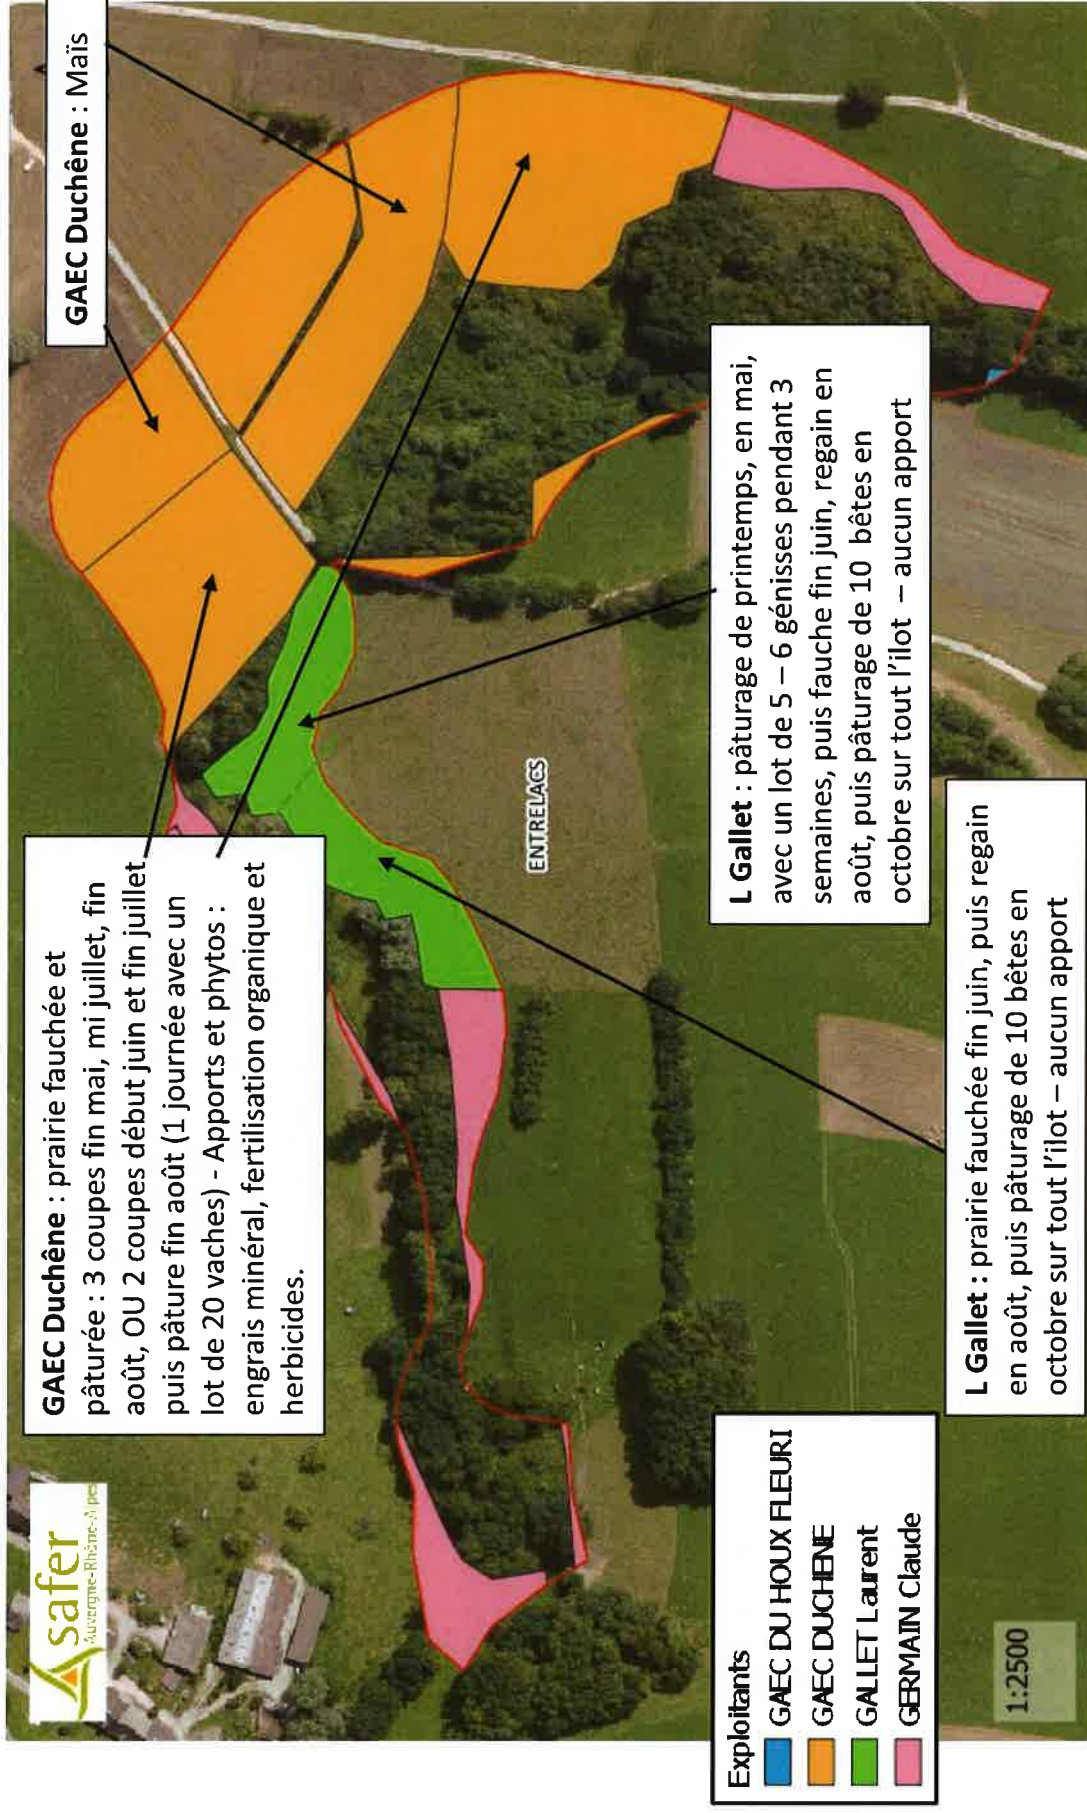 safer
Auvergne-Rhône-Alpes
GAEC Duchêne : prairie fauchée et
pâturée : 3 coupes fin mai, mi juillet, fin
août, OU 2 coupes début juin et fin juillet
puis pâture fin août (1 journée avec un
lot de 20 vaches) - Apports et phytos :
engrais minéral, fertilisation organique et
herbicides.
GAEC Duchêne : Maïs
ENTRELACS
L Gallet : pâturage de printemps, en mai,
avec un lot de 5 – 6 génisses pendant 3
semaines, puis fauche fin juin, regain en
août, puis pâturage de 10 bêtes en
octobre sur tout l'ilot – aucun apport
L Gallet : prairie fauchée fin juin, puis regain
en août, puis pâturage de 10 bêtes en
octobre sur tout l'ilot – aucun apport
Exploitants
GAEC DU HOUX FLEURI
GAEC DUCHENE
GALLET Laurent
GERMAIN Claude
1:2500